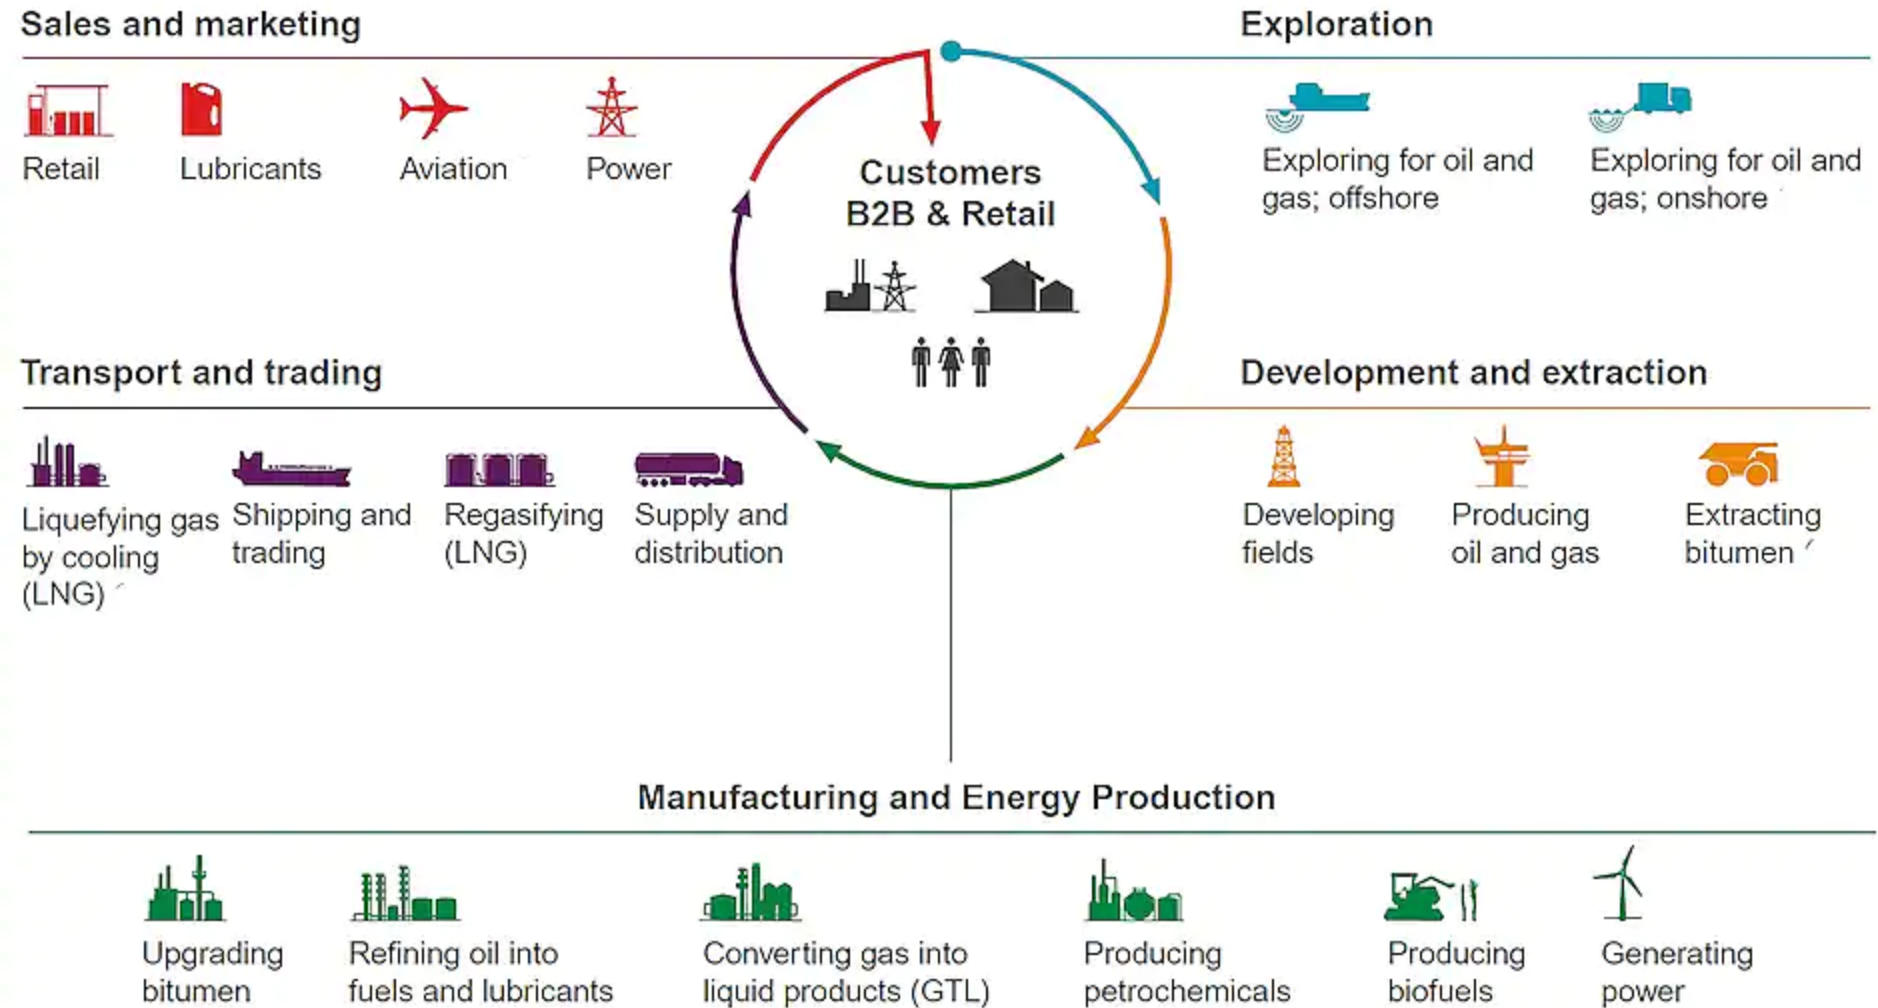 Sales and marketing
Retail
Lubricants
Aviation
Power
Exploration
Exploring for oil and
gas; offshore
Exploring for oil and
gas; onshore
Customers
B2B & Retail
Transport and trading
Liquefying gas
by cooling
(LNG)
Shipping and
trading
Regasifying
(LNG)
Supply and
distribution
Development and extraction
Developing
fields
Producing
oil and gas
Extracting
bitumen
Manufacturing and Energy Production
Upgrading
bitumen
Refining oil into
fuels and lubricants
Converting gas into
liquid products (GTL)
Producing
petrochemicals
Producing
biofuels
Generating
power